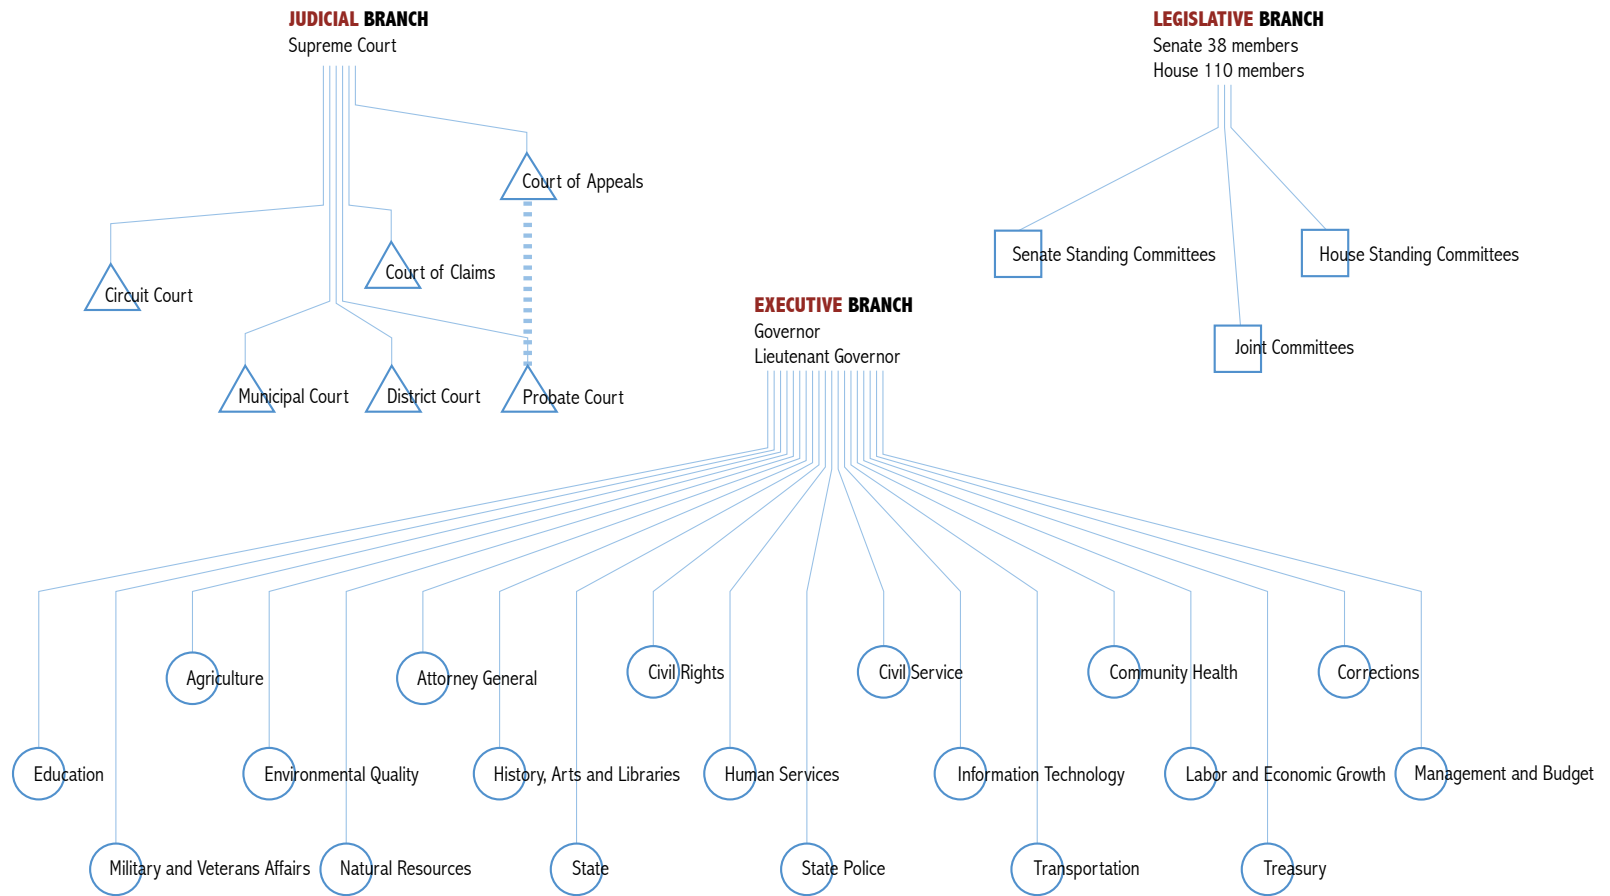 JUDICIAL BRANCH
Supreme Court
LEGISLATIVE BRANCH
Senate 38 members
House 110 members
Court of Appeals
Court of Claims
Circuit Court
Municipal Court
District Court
Probate Court
Senate Standing Committees
House Standing Committees
Joint Committees
EXECUTIVE BRANCH
Governor
Lieutenant Governor
Agriculture
Attorney General
Civil Rights
Civil Service
Community Health
Corrections
Education
Environmental Quality
History, Arts and Libraries
Human Services
Information Technology
Labor and Economic Growth
Management and Budget
Military and Veterans Affairs
Natural Resources
State
State Police
Transportation
Treasury